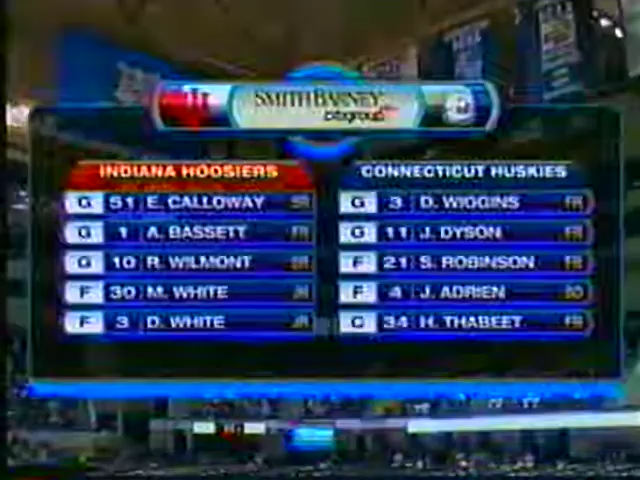 SMITH BARNEY
citigroup
INDIANA HOOSIERS
G 51 E. CALLOWAY SR
G 1 A. BASSETT FR
G 10 R. WILMONT SR
F 30 M. WHITE JR
F 3 D. WHITE JR
CONNECTICUT HUSKIES
G 3 D. WIGGINS FR
G 11 J. DYSON FR
F 21 S. ROBINSON FR
F 4 J. ADRIEN SO
C 34 H. THABEET FR